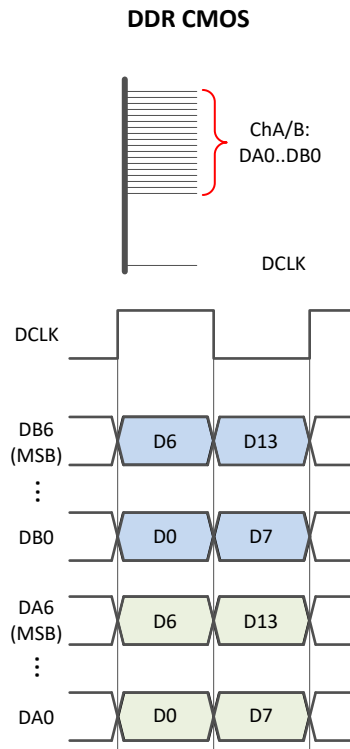 DDR CMOS
ChA/B:
DA0..DB0
DCLK
DCLK
DB6
(MSB)
D6 D13
⋮
DB0 D0 D7
DA6
(MSB)
D6 D13
⋮
DA0 D0 D7